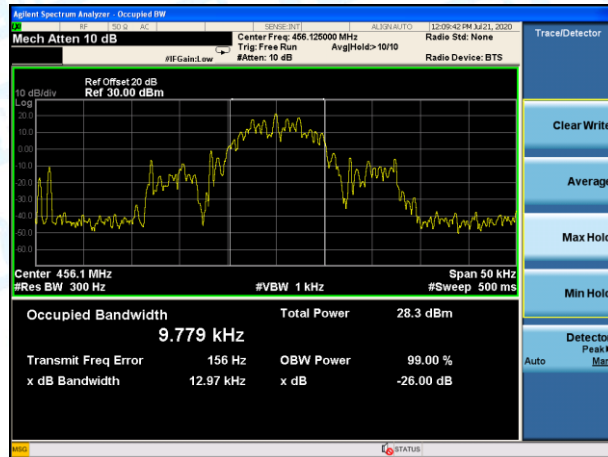 Agilent Spectrum Analyzer - Occupied BW
RF 50 Ω AC SENSE:INT ALIGNAUTO 12:09:42 PM Jul 21, 2020
Mech Atten 10 dB Center Freq: 456.125000 MHz Radio Std: None Trace/Detector
Trig: Free Run Avg|Hold:> 10/10
#IFGain:Low #Atten: 10 dB Radio Device: BTS
Ref Offset 20 dB
10 dB/div Ref 30.00 dBm
Log
20.0
10.0
0.00
-10.0
-20.0
-30.0
-40.0
-50.0
-60.0
Center 456.1 MHz Span 50 kHz
#Res BW 300 Hz #VBW 1 kHz #Sweep 500 ms
Occupied Bandwidth Total Power 28.3 dBm
9.779 kHz
Transmit Freq Error 156 Hz OBW Power 99.00 %
x dB Bandwidth 12.97 kHz x dB -26.00 dB
Clear Write
Average
Max Hold
Min Hold
Detector
Peak
Auto Man
MSG STATUS